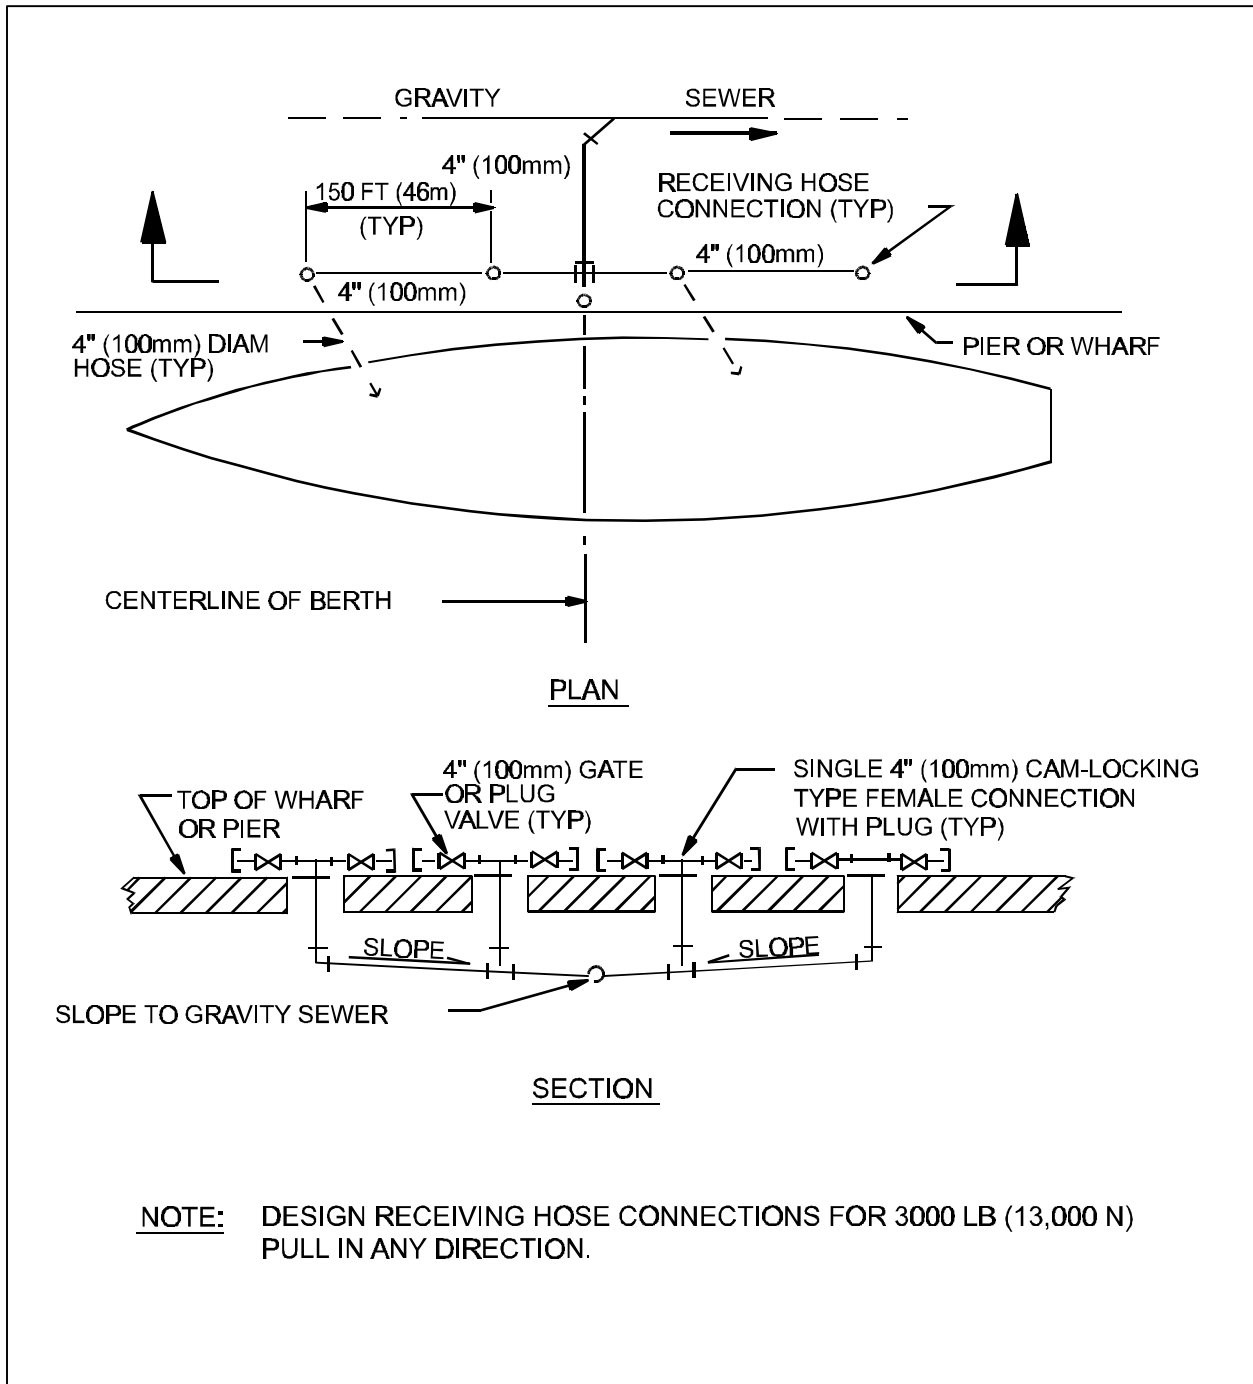 GRAVITY SEWER
4" (100mm)
150 FT (46m)
(TYP)
RECEIVING HOSE
CONNECTION (TYP)
4" (100mm)
4" (100mm)
4" (100mm) DIAM
HOSE (TYP)
PIER OR WHARF
CENTERLINE OF BERTH
PLAN
TOP OF WHARF
OR PIER
4" (100mm) GATE
OR PLUG
VALVE (TYP)
SINGLE 4" (100mm) CAM-LOCKING
TYPE FEMALE CONNECTION
WITH PLUG (TYP)
SLOPE
SLOPE
SLOPE TO GRAVITY SEWER
SECTION
NOTE: DESIGN RECEIVING HOSE CONNECTIONS FOR 3000 LB (13,000 N)
PULL IN ANY DIRECTION.